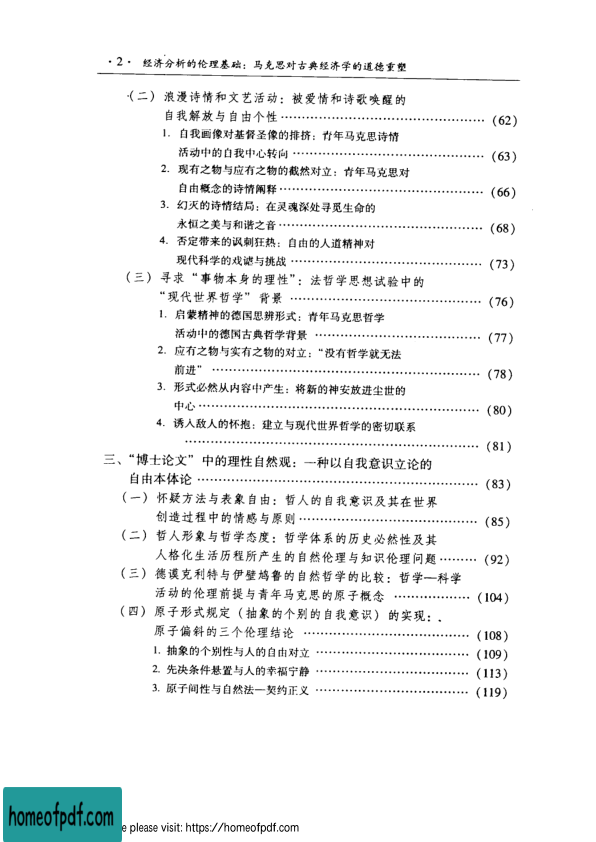 ·2· 经济分析的伦理基础：马克思对古典经济学的道德重塑
(二) 浪漫诗情和文艺活动：被爱情和诗歌唤醒的
自我解放与自由个性 …………………………………………… (62)
1. 自我画像对基督圣像的排挤：青年马克思诗情
活动中的自我中心转向 ………………………………………… (63)
2. 现有之物与应有之物的截然对立：青年马克思对
自由概念的诗情阐释 …………………………………………… (66)
3. 幻灭的诗情结局：在灵魂深处寻觅生命的
永恒之美与和谐之音 …………………………………………… (68)
4. 否定带来的讽刺狂热：自由的人道精神对
现代科学的戏谑与挑战 ………………………………………… (73)
(三) 寻求“事物本身的理性”：法哲学思想试验中的
“现代世界哲学”背景 ………………………………………… (76)
1. 启蒙精神的德国思辨形式：青年马克思哲学
活动中的德国古典哲学背景 …………………………………… (77)
2. 应有之物与实有之物的对立：“没有哲学就无法
前进” …………………………………………………………… (78)
3. 形式必然从内容中产生：将新的神安放进尘世的
中心 ……………………………………………………………… (80)
4. 诱入敌人的怀抱：建立与现代世界哲学的密切联系
…………………………………………………………………… (81)
三、“博士论文”中的理性自然观：一种以自我意识立论的
自由本体论 ……………………………………………………… (83)
(一) 怀疑方法与表象自由：哲人的自我意识及其在世界
创造过程中的情感与原则 ……………………………………… (85)
(二) 哲人形象与哲学态度：哲学体系的历史必然性及其
人格化生活历程所产生的自然伦理与知识伦理问题 ……… (92)
(三) 德谟克利特与伊壁鸠鲁的自然哲学的比较：哲学—科学
活动的伦理前提与青年马克思的原子概念 ………………… (104)
(四) 原子形式规定（抽象的个别的自我意识）的实现：
原子偏斜的三个伦理结论 …………………………………… (108)
1. 抽象的个别性与人的自由对立 …………………………… (109)
2. 先决条件悬置与人的幸福宁静 …………………………… (113)
3. 原子间性与自然法—契约正义 …………………………… (119)
homeofpdf.com
e please visit: https://homeofpdf.com